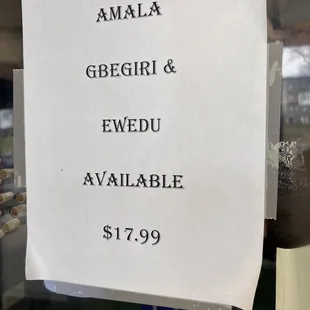 AMALA
GBEGIRI &
EWEDU
AVAILABLE
$17.99